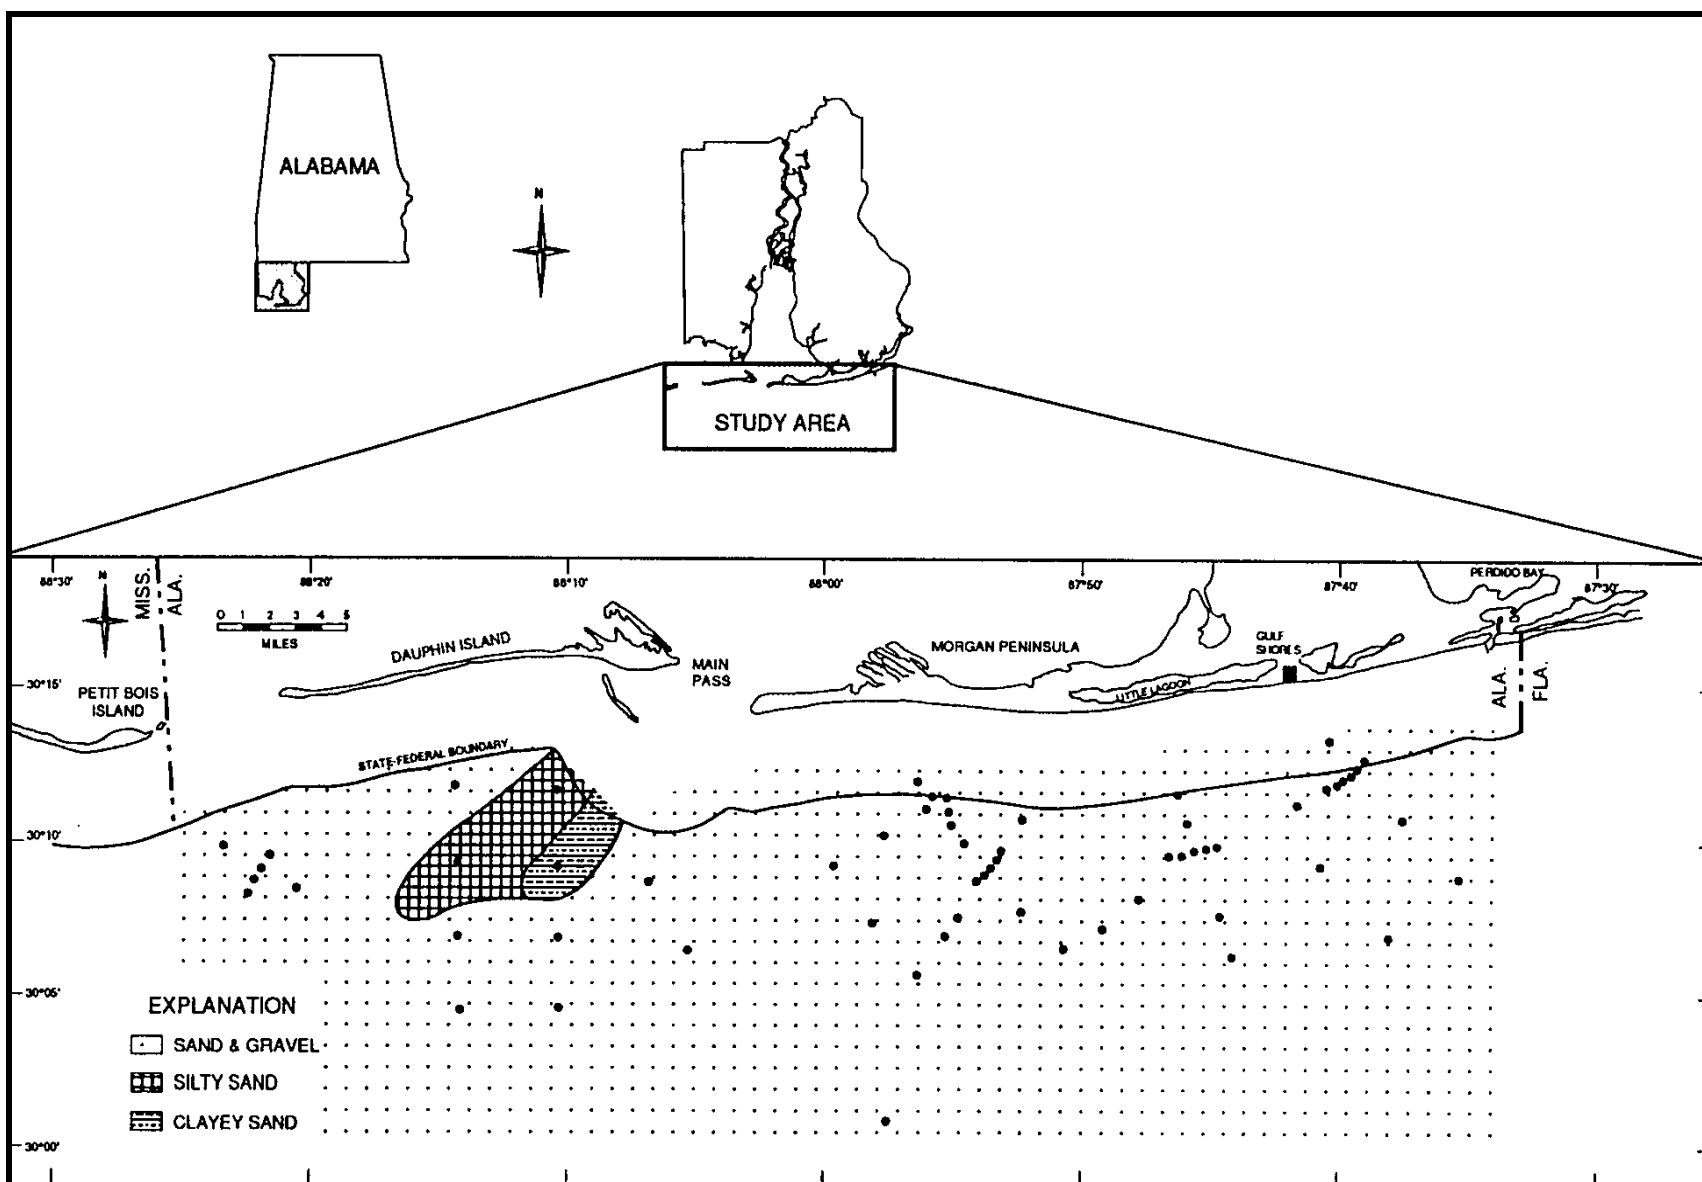 ALABAMA
N
STUDY AREA
88°30'
88°20'
88°10'
88°00'
87°50'
87°40'
87°30'
N
MISS.
ALA.
0 1 2 3 4 5
MILES
PERDIDO BAY
DAUPHIN ISLAND
MAIN
PASS
MORGAN PENINSULA
GULF
SHORES
LITTLE LAGOON
ALA.
FLA.
30°15'
PETIT BOIS
ISLAND
STATE-FEDERAL BOUNDARY
30°10'
30°05'
EXPLANATION
SAND & GRAVEL
SILTY SAND
CLAYEY SAND
30°00'